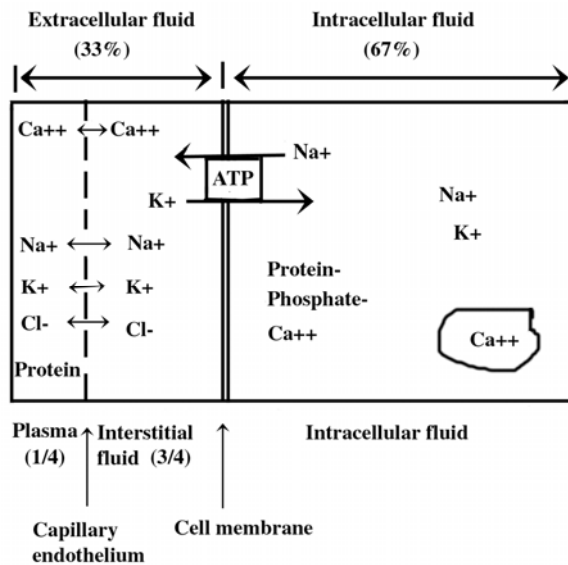 Extracellular fluid
(33%)
Intracellular fluid
(67%)
Ca++
Ca++
Na+
ATP
K+
Na+
K+
Na+
Na+
K+
K+
Cl-
Cl-
Protein
Protein-
Phosphate-
Ca++
Ca++
Plasma
(1/4)
Interstitial
fluid (3/4)
Intracellular fluid
Capillary
endothelium
Cell membrane